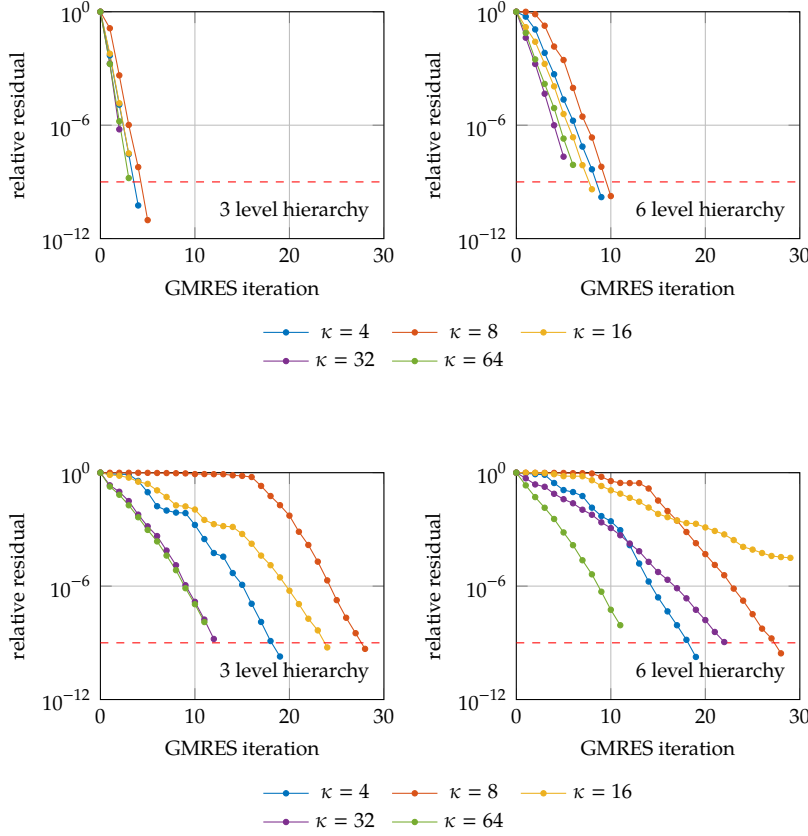 10^0
10^−6
10^−12
relative residual
3 level hierarchy
0 10 20 30
GMRES iteration
10^0
10^−6
10^−12
relative residual
6 level hierarchy
0 10 20 30
GMRES iteration
κ = 4 κ = 8 κ = 16
κ = 32 κ = 64
10^0
10^−6
10^−12
relative residual
3 level hierarchy
0 10 20 30
GMRES iteration
10^0
10^−6
10^−12
relative residual
6 level hierarchy
0 10 20 30
GMRES iteration
κ = 4 κ = 8 κ = 16
κ = 32 κ = 64